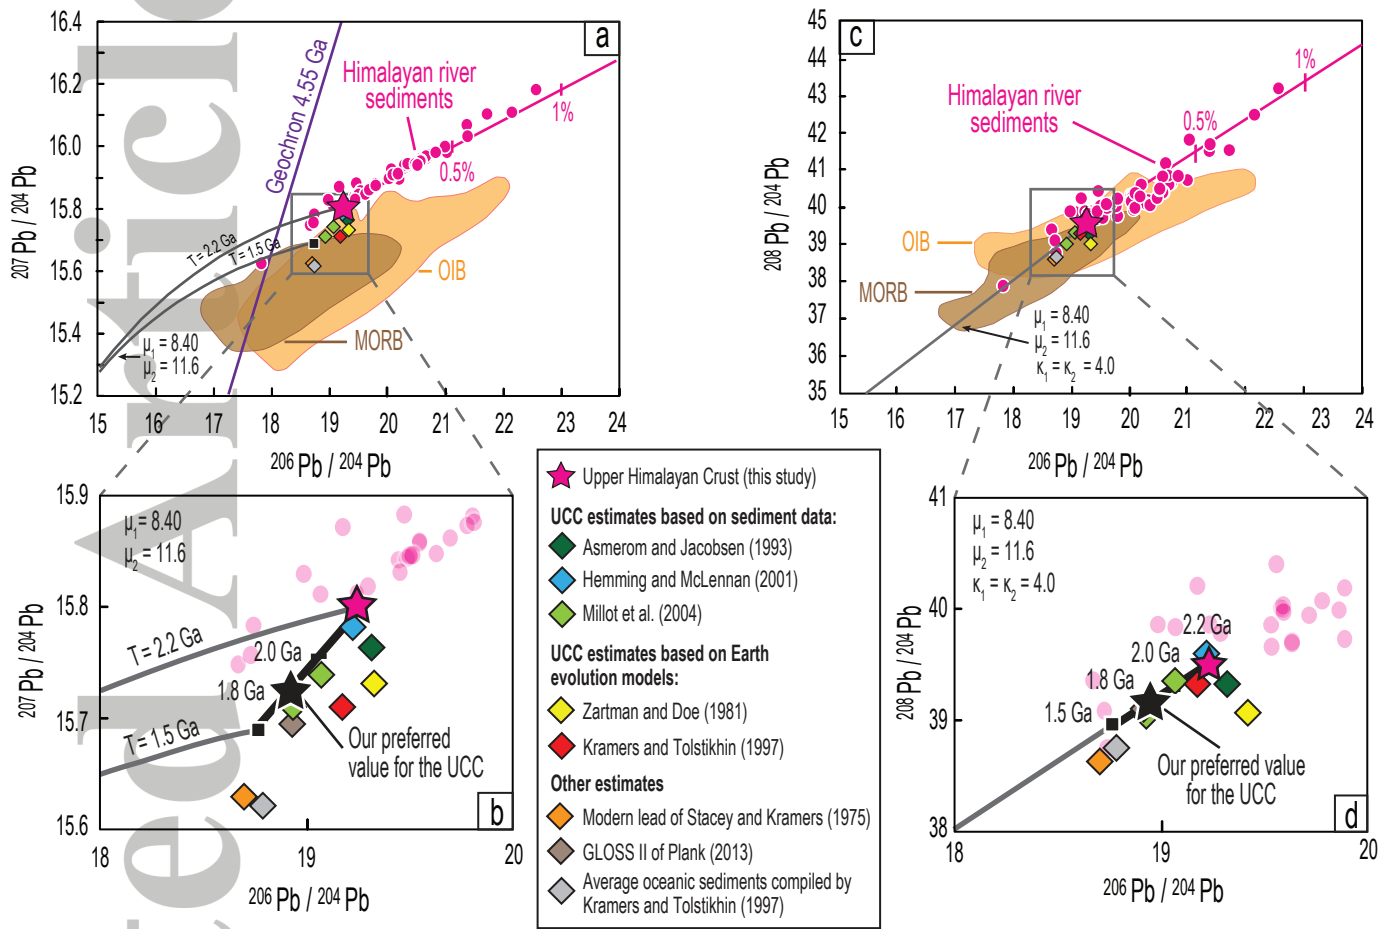 Accepted Article
a
16.4
16.2
16.0
15.8
15.6
15.4
15.2
²⁰⁷Pb / ²⁰⁴Pb
Geochron 4.55 Ga
Himalayan river
sediments
1%
0.5%
T= 2.2 Ga
T= 1.5 Ga
OIB
MORB
μ₁ = 8.40
μ₂ = 11.6
15 16 17 18 19 20 21 22 23 24
²⁰⁶Pb / ²⁰⁴Pb
c
45
44
43
42
41
40
39
38
37
36
35
²⁰⁸Pb / ²⁰⁴Pb
Himalayan river
sediments
1%
0.5%
OIB
MORB
μ₁ = 8.40
μ₂ = 11.6
κ₁ = κ₂ = 4.0
15 16 17 18 19 20 21 22 23 24
²⁰⁶Pb / ²⁰⁴Pb
b
15.9
15.8
15.7
15.6
²⁰⁷Pb / ²⁰⁴Pb
μ₁ = 8.40
μ₂ = 11.6
T= 2.2 Ga
2.0 Ga
1.8 Ga
T= 1.5 Ga
Our preferred
value for the UCC
18 19 20
²⁰⁶Pb / ²⁰⁴Pb
Upper Himalayan Crust (this study)
UCC estimates based on sediment data:
Asmerom and Jacobsen (1993)
Hemming and McLennan (2001)
Millot et al. (2004)
UCC estimates based on Earth
evolution models:
Zartman and Doe (1981)
Kramers and Tolstikhin (1997)
Other estimates
Modern lead of Stacey and Kramers (1975)
GLOSS II of Plank (2013)
Average oceanic sediments compiled by
Kramers and Tolstikhin (1997)
d
41
40
39
38
²⁰⁸Pb / ²⁰⁴Pb
μ₁ = 8.40
μ₂ = 11.6
κ₁ = κ₂ = 4.0
2.2 Ga
2.0 Ga
1.8 Ga
1.5 Ga
Our preferred value
for the UCC
18 19 20
²⁰⁶Pb / ²⁰⁴Pb